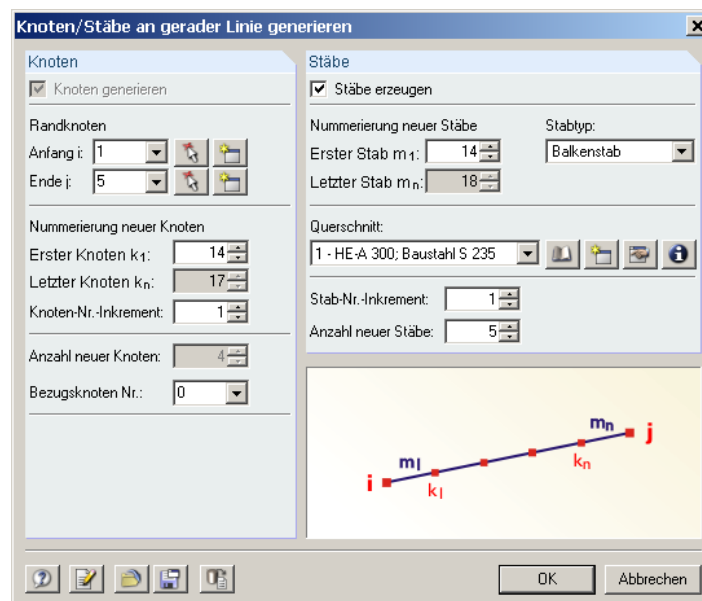 Knoten/Stäbe an gerader Linie generieren
Knoten
Knoten generieren
Randknoten
Anfang i: 1
Ende j: 5
Nummerierung neuer Knoten
Erster Knoten k1: 14
Letzter Knoten kn: 17
Knoten-Nr.-Inkrement: 1
Anzahl neuer Knoten: 4
Bezugsknoten Nr.: 0
Stäbe
Stäbe erzeugen
Nummerierung neuer Stäbe
Stabtyp:
Erster Stab m1: 14
Balkenstab
Letzter Stab mn: 18
Querschnitt:
1 - HE-A 300; Baustahl S 235
Stab-Nr.-Inkrement: 1
Anzahl neuer Stäbe: 5
mn
j
ml
kn
i
kl
OK
Abbrechen